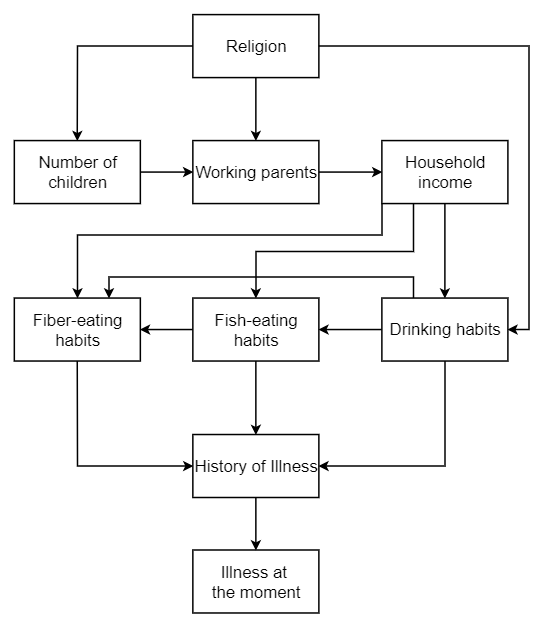 Religion
Number of
children
Working parents
Household
income
Fiber-eating
habits
Fish-eating
habits
Drinking habits
History of Illness
Illness at
the moment